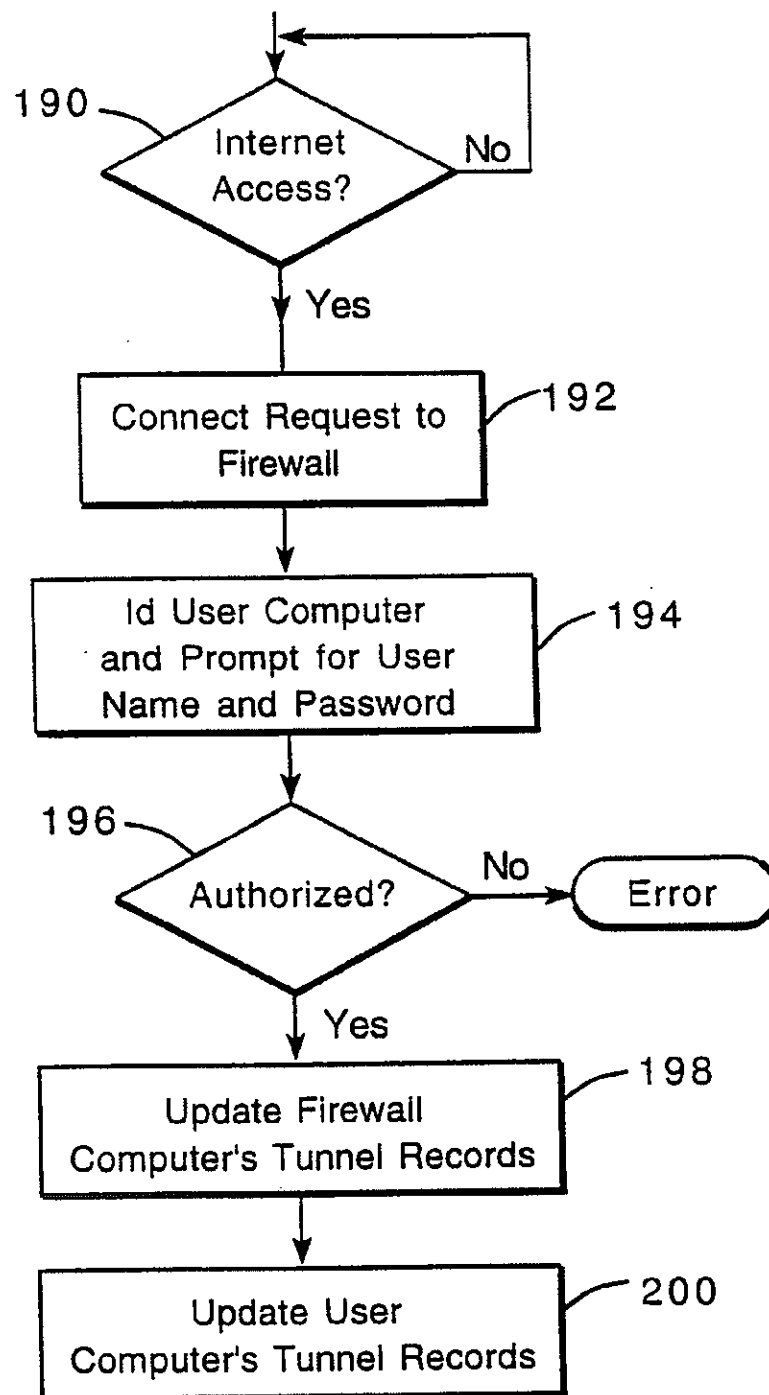 190
Internet
Access?
No
Yes
Connect Request to
Firewall
192
Id User Computer
and Prompt for User
Name and Password
194
196
Authorized?
No
Error
Yes
Update Firewall
Computer's Tunnel Records
198
Update User
Computer's Tunnel Records
200